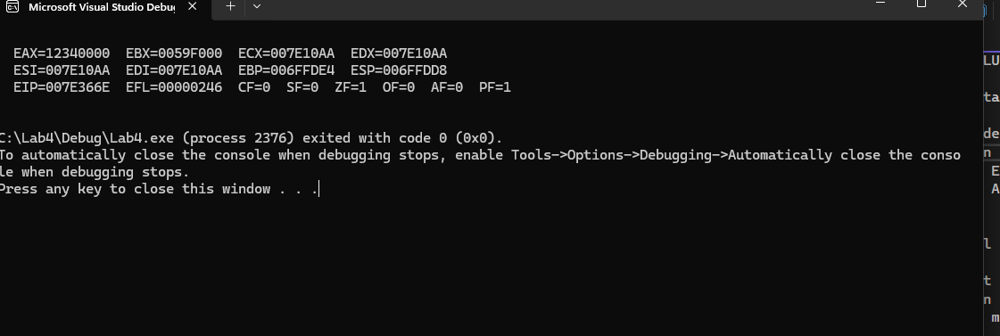 Microsoft Visual Studio Debu
EAX=12340000  EBX=0059F000  ECX=007E10AA  EDX=007E10AA
ESI=007E10AA  EDI=007E10AA  EBP=006FFDE4  ESP=006FFDD8
EIP=007E366E  EFL=00000246  CF=0  SF=0  ZF=1  OF=0  AF=0  PF=1
C:\Lab4\Debug\Lab4.exe (process 2376) exited with code 0 (0x0).
To automatically close the console when debugging stops, enable Tools->Options->Debugging->Automatically close the conso
le when debugging stops.
Press any key to close this window . . .
LU
ta
de
n
E
A
l
t
n
m